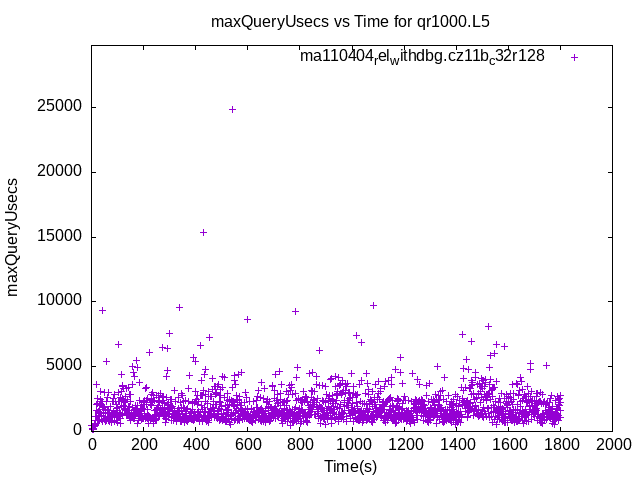 maxQueryUsecs vs Time for qr1000.L5
ma110404relwithdbg.cz11bc32r128
25000
20000
15000
10000
5000
0
maxQueryUsecs
0 200 400 600 800 1000 1200 1400 1600 1800 2000
Time(s)